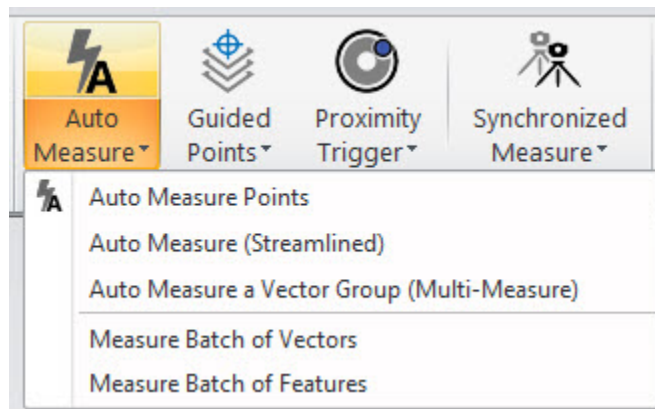 A
Auto Guided Proximity Synchronized
Measure Points Trigger Measure
A Auto Measure Points
Auto Measure (Streamlined)
Auto Measure a Vector Group (Multi-Measure)
Measure Batch of Vectors
Measure Batch of Features